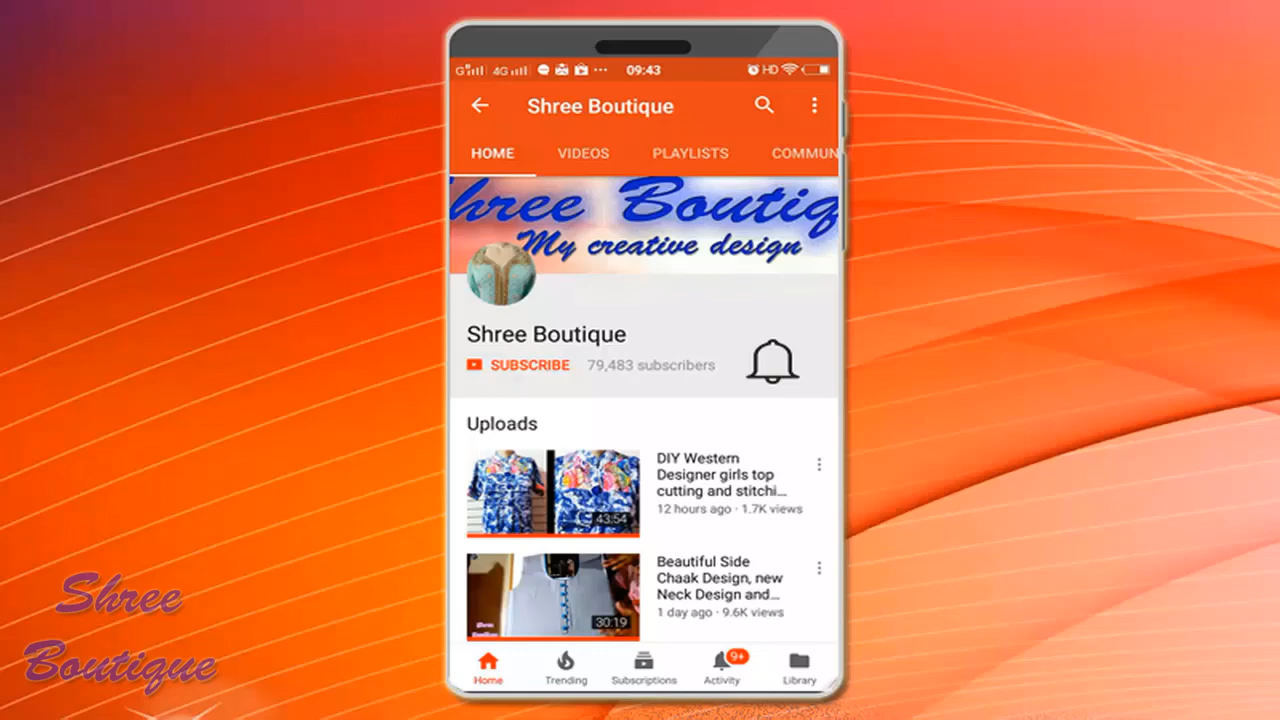 G 4G 09:43 HD
Shree Boutique
HOME VIDEOS PLAYLISTS COMMUN
hree Boutiq
My creative design
Shree Boutique
SUBSCRIBE 79,483 subscribers
Uploads
DIY Western
Designer girls top
cutting and stitchi...
12 hours ago · 1.7K views
43:54
Beautiful Side
Chaak Design, new
Neck Design and...
1 day ago · 9.6K views
30:19
Shree
Boutique
9+
Home Trending Subscriptions Activity Library
Shree
Boutique